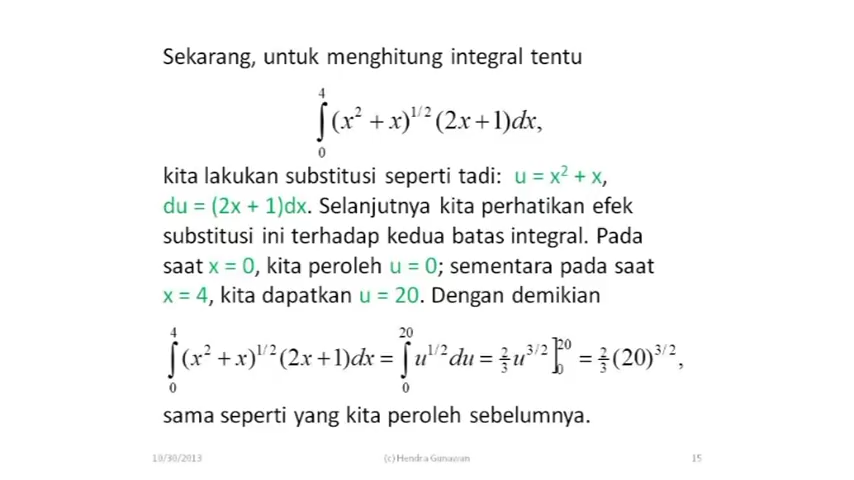 Sekarang, untuk menghitung integral tentu
∫₀⁴ (x² + x)^{1/2} (2x + 1)dx,
kita lakukan substitusi seperti tadi: u = x² + x,
du = (2x + 1)dx. Selanjutnya kita perhatikan efek
substitusi ini terhadap kedua batas integral. Pada
saat x = 0, kita peroleh u = 0; sementara pada saat
x = 4, kita dapatkan u = 20. Dengan demikian
∫₀⁴ (x² + x)^{1/2} (2x + 1)dx = ∫₀²⁰ u^{1/2} du = ⅔ u^{3/2} ]₀²⁰ = ⅔ (20)^{3/2},
sama seperti yang kita peroleh sebelumnya.
10/30/2013 (c) Hendra Gunawan 15